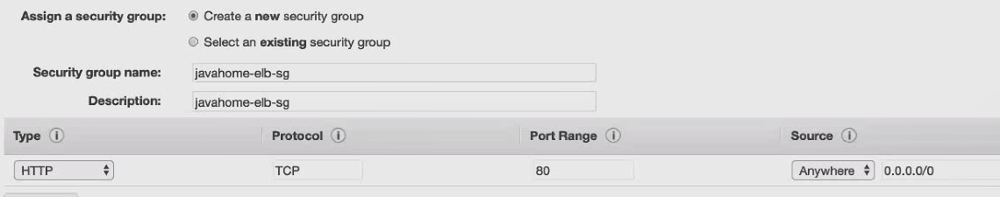 Assign a security group: Create a new security group
Select an existing security group
Security group name: javahome-elb-sg
Description: javahome-elb-sg
Type Protocol Port Range Source
HTTP TCP 80 Anywhere 0.0.0.0/0